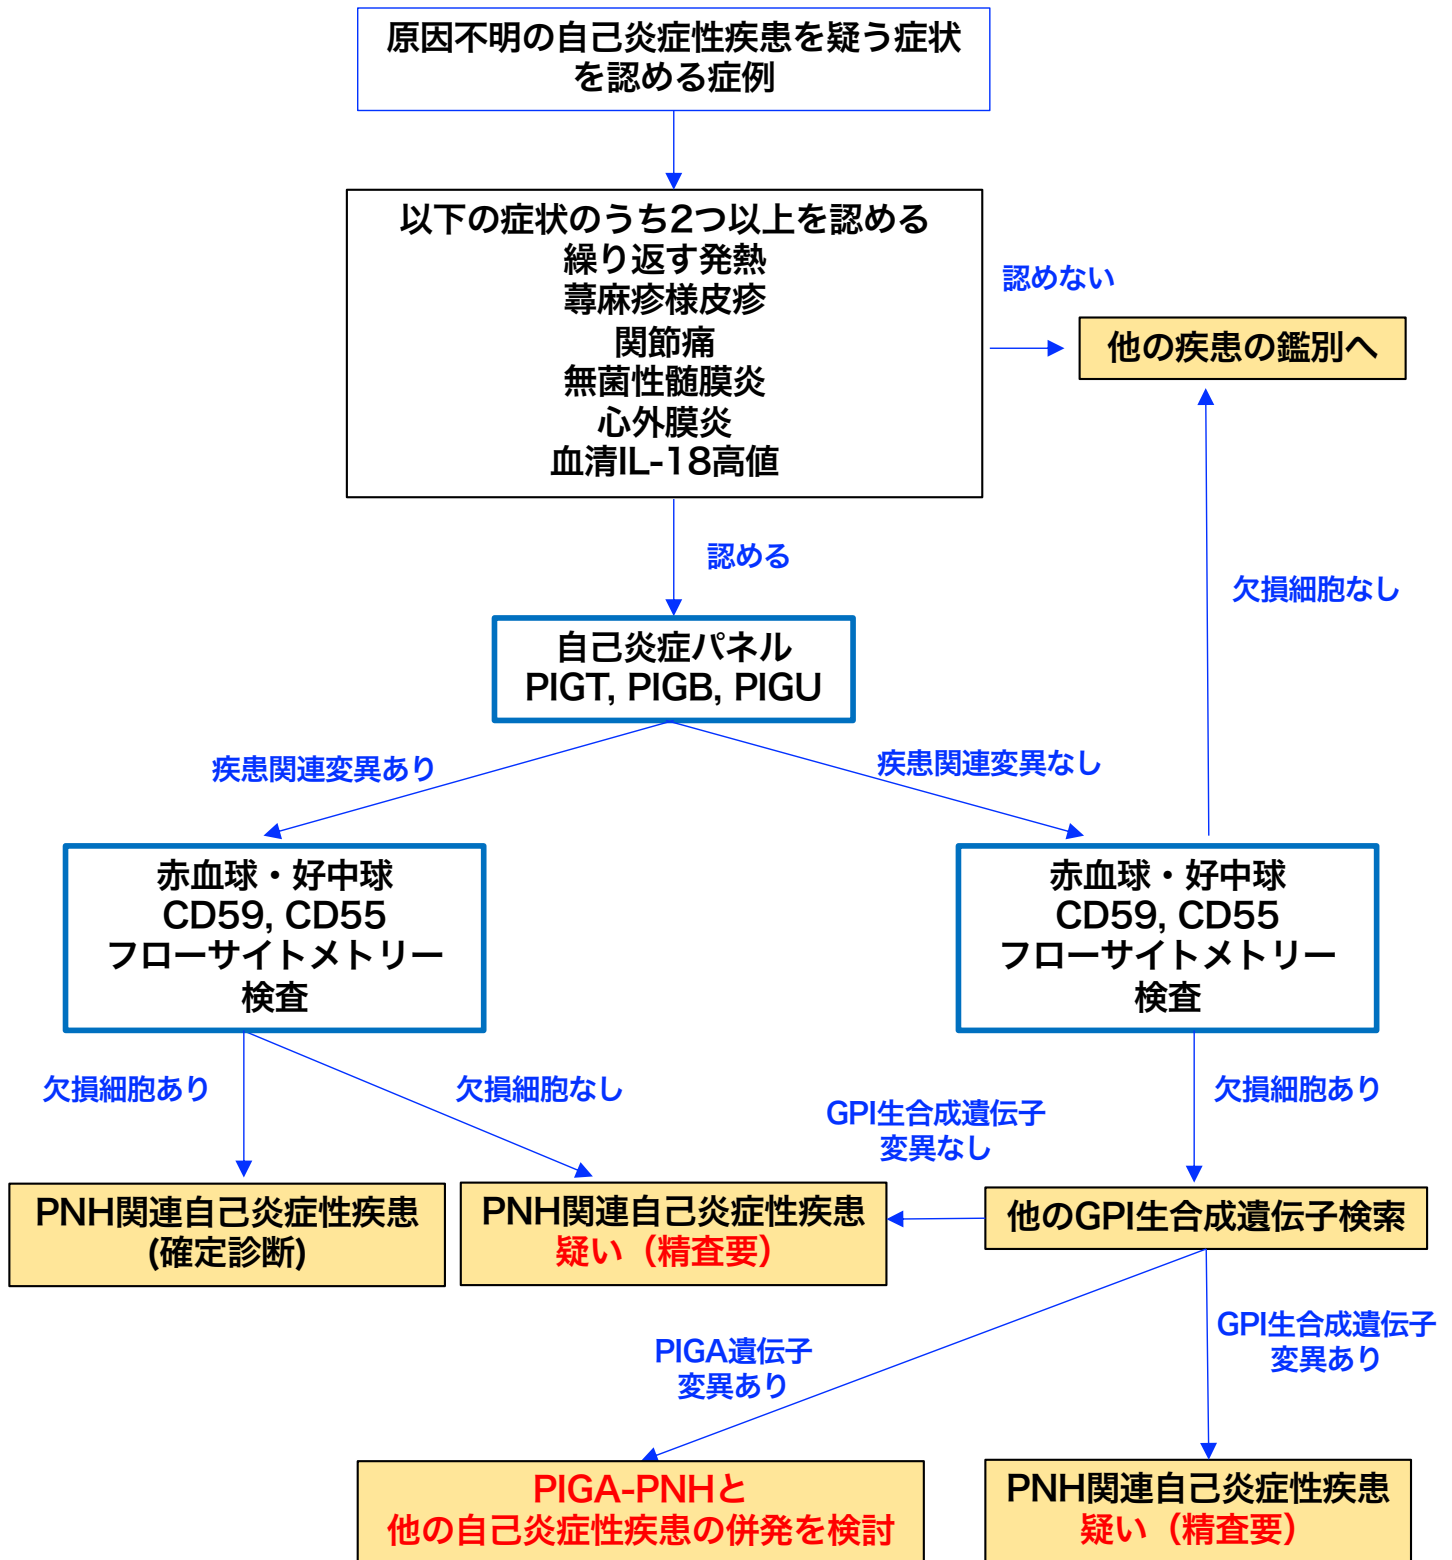 原因不明の自己炎症性疾患を疑う症状
を認める症例
以下の症状のうち2つ以上を認める
繰り返す発熱
蕁麻疹様皮疹
関節痛
無菌性髄膜炎
心外膜炎
血清IL-18高値
認めない
他の疾患の鑑別へ
認める
欠損細胞なし
自己炎症パネル
PIGT, PIGB, PIGU
疾患関連変異あり
疾患関連変異なし
赤血球・好中球
CD59, CD55
フローサイトメトリー
検査
赤血球・好中球
CD59, CD55
フローサイトメトリー
検査
欠損細胞あり
欠損細胞なし
GPI生合成遺伝子
変異なし
欠損細胞あり
PNH関連自己炎症性疾患
(確定診断)
PNH関連自己炎症性疾患
疑い（精査要）
他のGPI生合成遺伝子検索
PIGA遺伝子
変異あり
GPI生合成遺伝子
変異あり
PIGA-PNHと
他の自己炎症性疾患の併発を検討
PNH関連自己炎症性疾患
疑い（精査要）